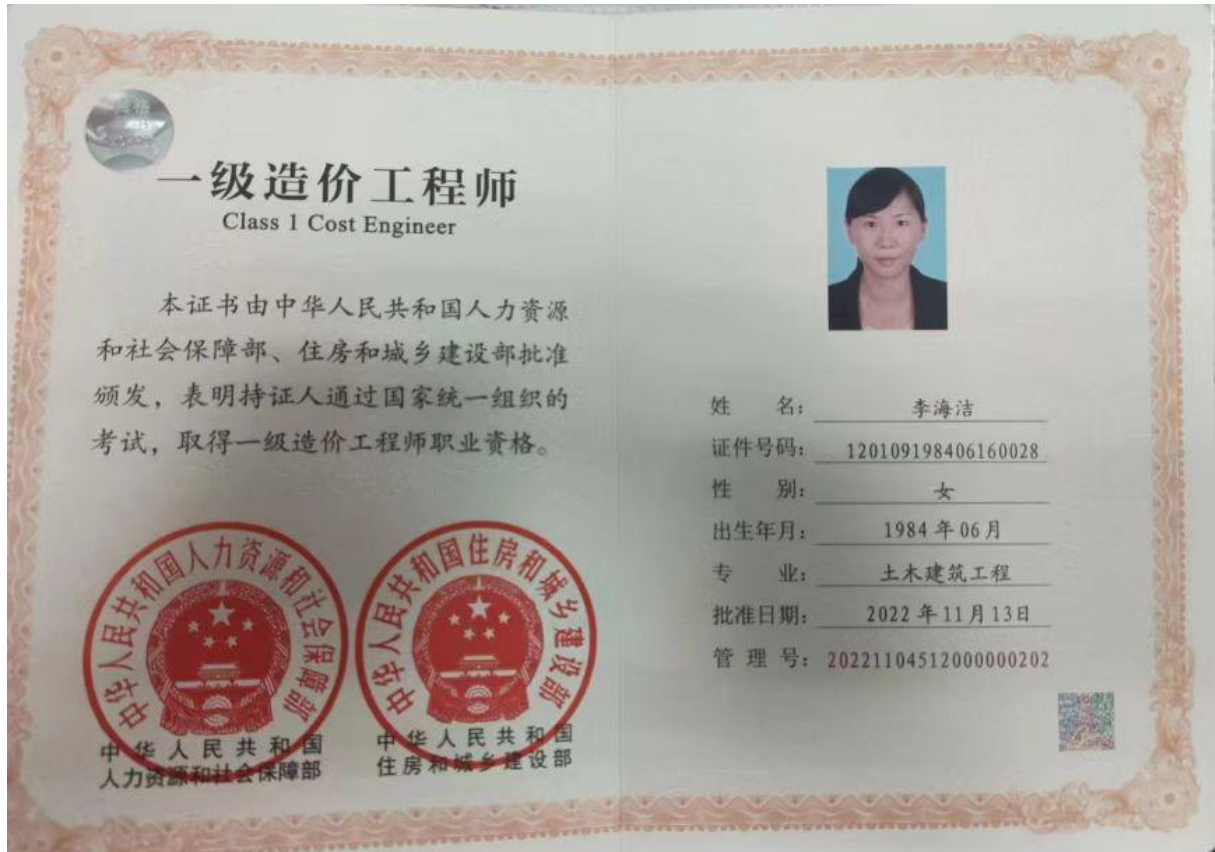 一级造价工程师
Class 1 Cost Engineer
本证书由中华人民共和国人力资源
和社会保障部、住房和城乡建设部批准
颁发，表明持证人通过国家统一组织的
考试，取得一级造价工程师职业资格。
中华人民共和国人力资源和社会保障部
中华人民共和国住房和城乡建设部
中华人民共和国
人力资源和社会保障部
中华人民共和国
住房和城乡建设部
姓 名： 李海洁
证件号码： 120109198406160028
性 别： 女
出生年月： 1984 年 06 月
专 业： 土木建筑工程
批准日期： 2022 年 11 月 13 日
管 理 号： 20221104512000000202